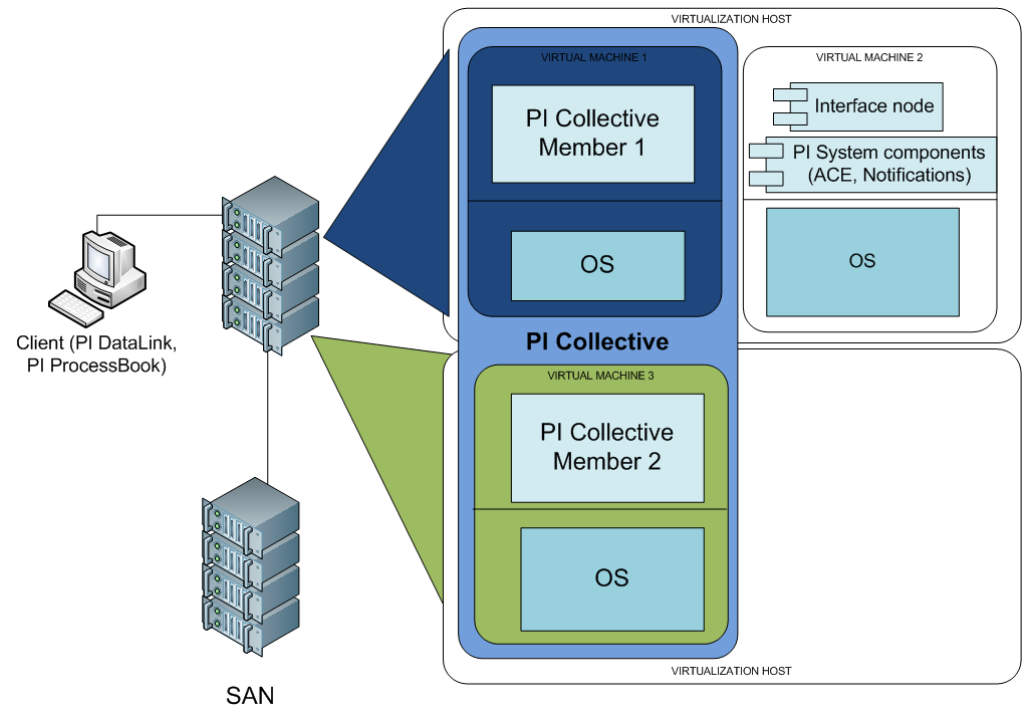 VIRTUALIZATION HOST
VIRTUAL MACHINE 1
PI Collective
Member 1
OS
VIRTUAL MACHINE 2
Interface node
PI System components
(ACE, Notifications)
OS
Client (PI DataLink,
PI ProcessBook)
PI Collective
VIRTUAL MACHINE 3
PI Collective
Member 2
OS
VIRTUALIZATION HOST
SAN